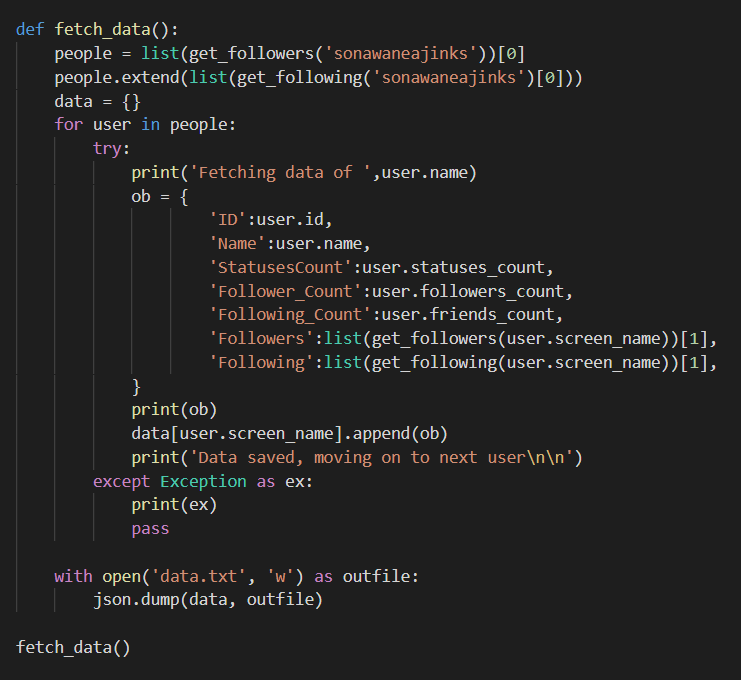 def fetch_data():
    people = list(get_followers('sonawaneajinks'))[0]
    people.extend(list(get_following('sonawaneajinks')[0]))
    data = {}
    for user in people:
        try:
            print('Fetching data of ',user.name)
            ob = {
                    'ID':user.id,
                    'Name':user.name,
                    'StatusesCount':user.statuses_count,
                    'Follower_Count':user.followers_count,
                    'Following_Count':user.friends_count,
                    'Followers':list(get_followers(user.screen_name))[1],
                    'Following':list(get_following(user.screen_name))[1],
            }
            print(ob)
            data[user.screen_name].append(ob)
            print('Data saved, moving on to next user\n\n')
        except Exception as ex:
            print(ex)
            pass

    with open('data.txt', 'w') as outfile:
        json.dump(data, outfile)

fetch_data()